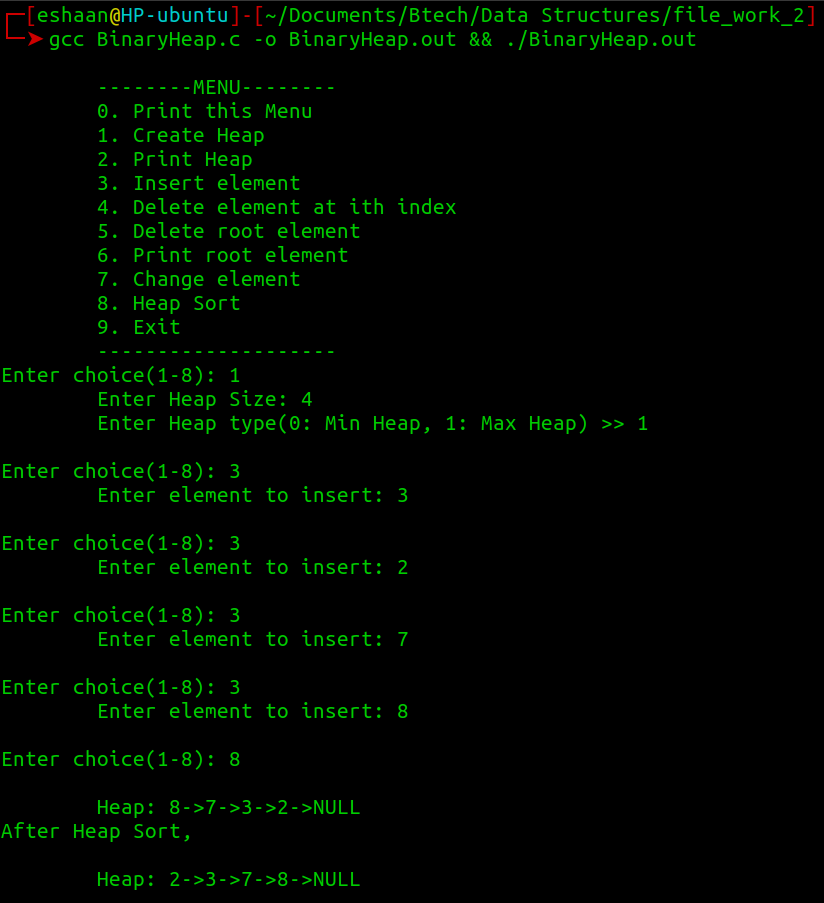 [eshaan@HP-ubuntu]-[~/Documents/Btech/Data Structures/file_work_2]
gcc BinaryHeap.c -o BinaryHeap.out && ./BinaryHeap.out
--------MENU--------
0. Print this Menu
1. Create Heap
2. Print Heap
3. Insert element
4. Delete element at ith index
5. Delete root element
6. Print root element
7. Change element
8. Heap Sort
9. Exit
--------------------
Enter choice(1-8): 1
Enter Heap Size: 4
Enter Heap type(0: Min Heap, 1: Max Heap) >> 1
Enter choice(1-8): 3
Enter element to insert: 3
Enter choice(1-8): 3
Enter element to insert: 2
Enter choice(1-8): 3
Enter element to insert: 7
Enter choice(1-8): 3
Enter element to insert: 8
Enter choice(1-8): 8
Heap: 8->7->3->2->NULL
After Heap Sort,
Heap: 2->3->7->8->NULL